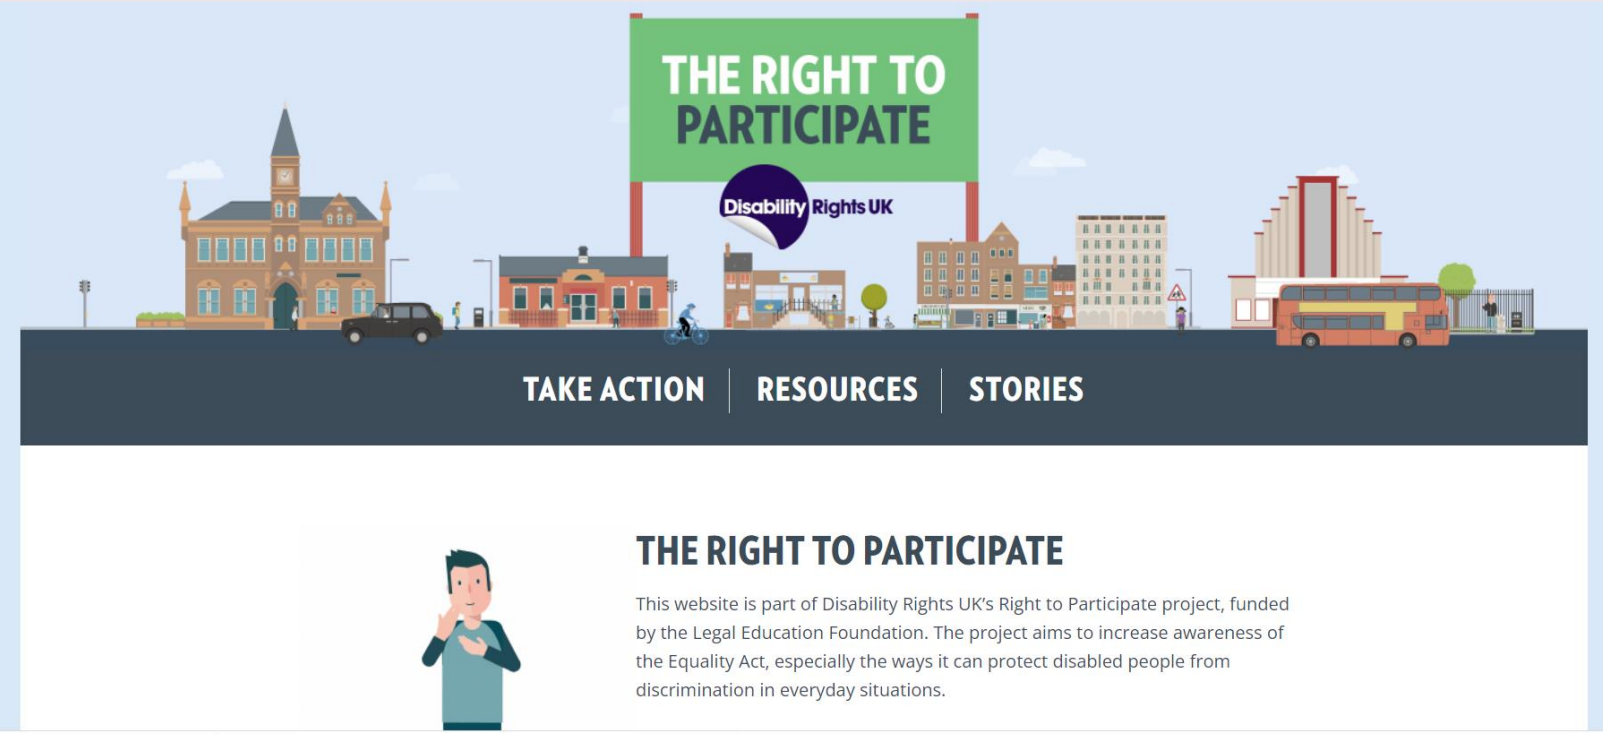 THE RIGHT TO
PARTICIPATE
Disability Rights UK
TAKE ACTION
RESOURCES
STORIES
THE RIGHT TO PARTICIPATE
This website is part of Disability Rights UK’s Right to Participate project, funded
by the Legal Education Foundation. The project aims to increase awareness of
the Equality Act, especially the ways it can protect disabled people from
discrimination in everyday situations.